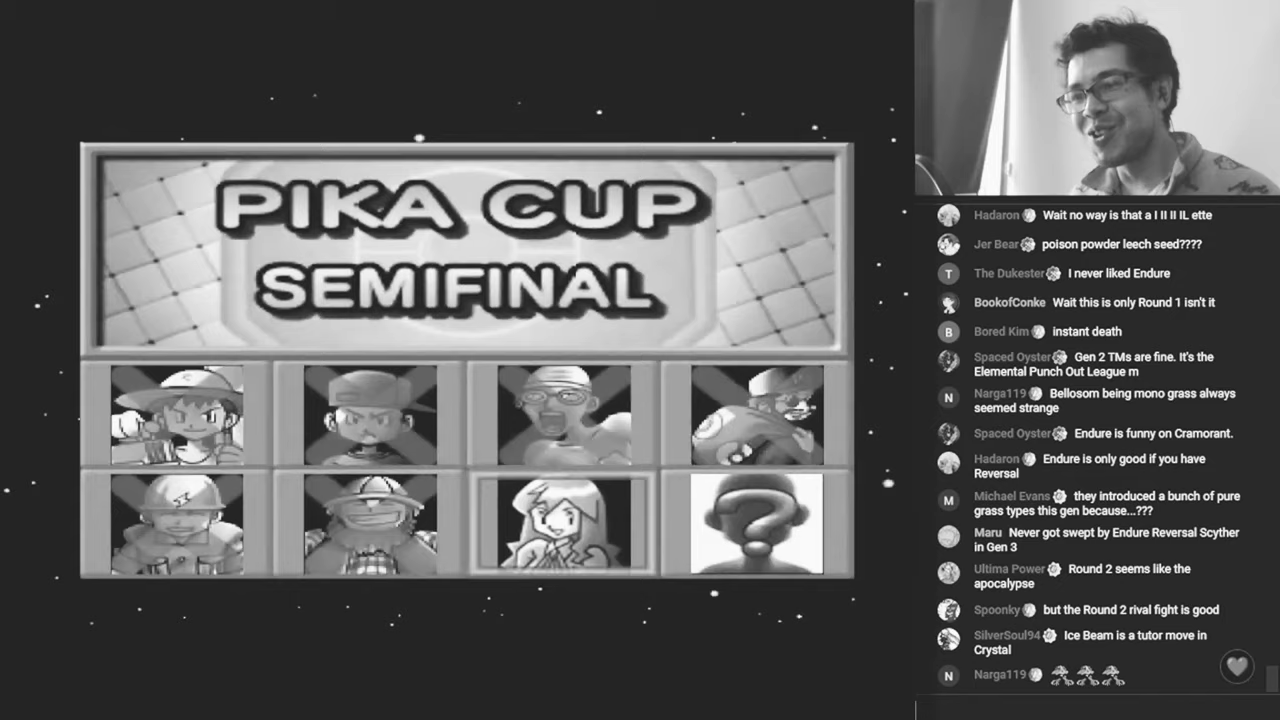 PIKA CUP
SEMIFINAL
?
Hadaron Wait no way is that a I II II IL ette
Jer Bear poison powder leech seed????
T The Dukester I never liked Endure
BookofConke Wait this is only Round 1 isn't it
B Bored Kim instant death
Spaced Oyster Gen 2 TMs are fine. It's the
Elemental Punch Out League m
N Narga119 Bellosom being mono grass always
seemed strange
Spaced Oyster Endure is funny on Cramorant.
Hadaron Endure is only good if you have
Reversal
M Michael Evans they introduced a bunch of pure
grass types this gen because...???
Maru Never got swept by Endure Reversal Scyther
in Gen 3
Ultima Power Round 2 seems like the
apocalypse
Spoonky but the Round 2 rival fight is good
SilverSoul94 Ice Beam is a tutor move in
Crystal
N Narga119